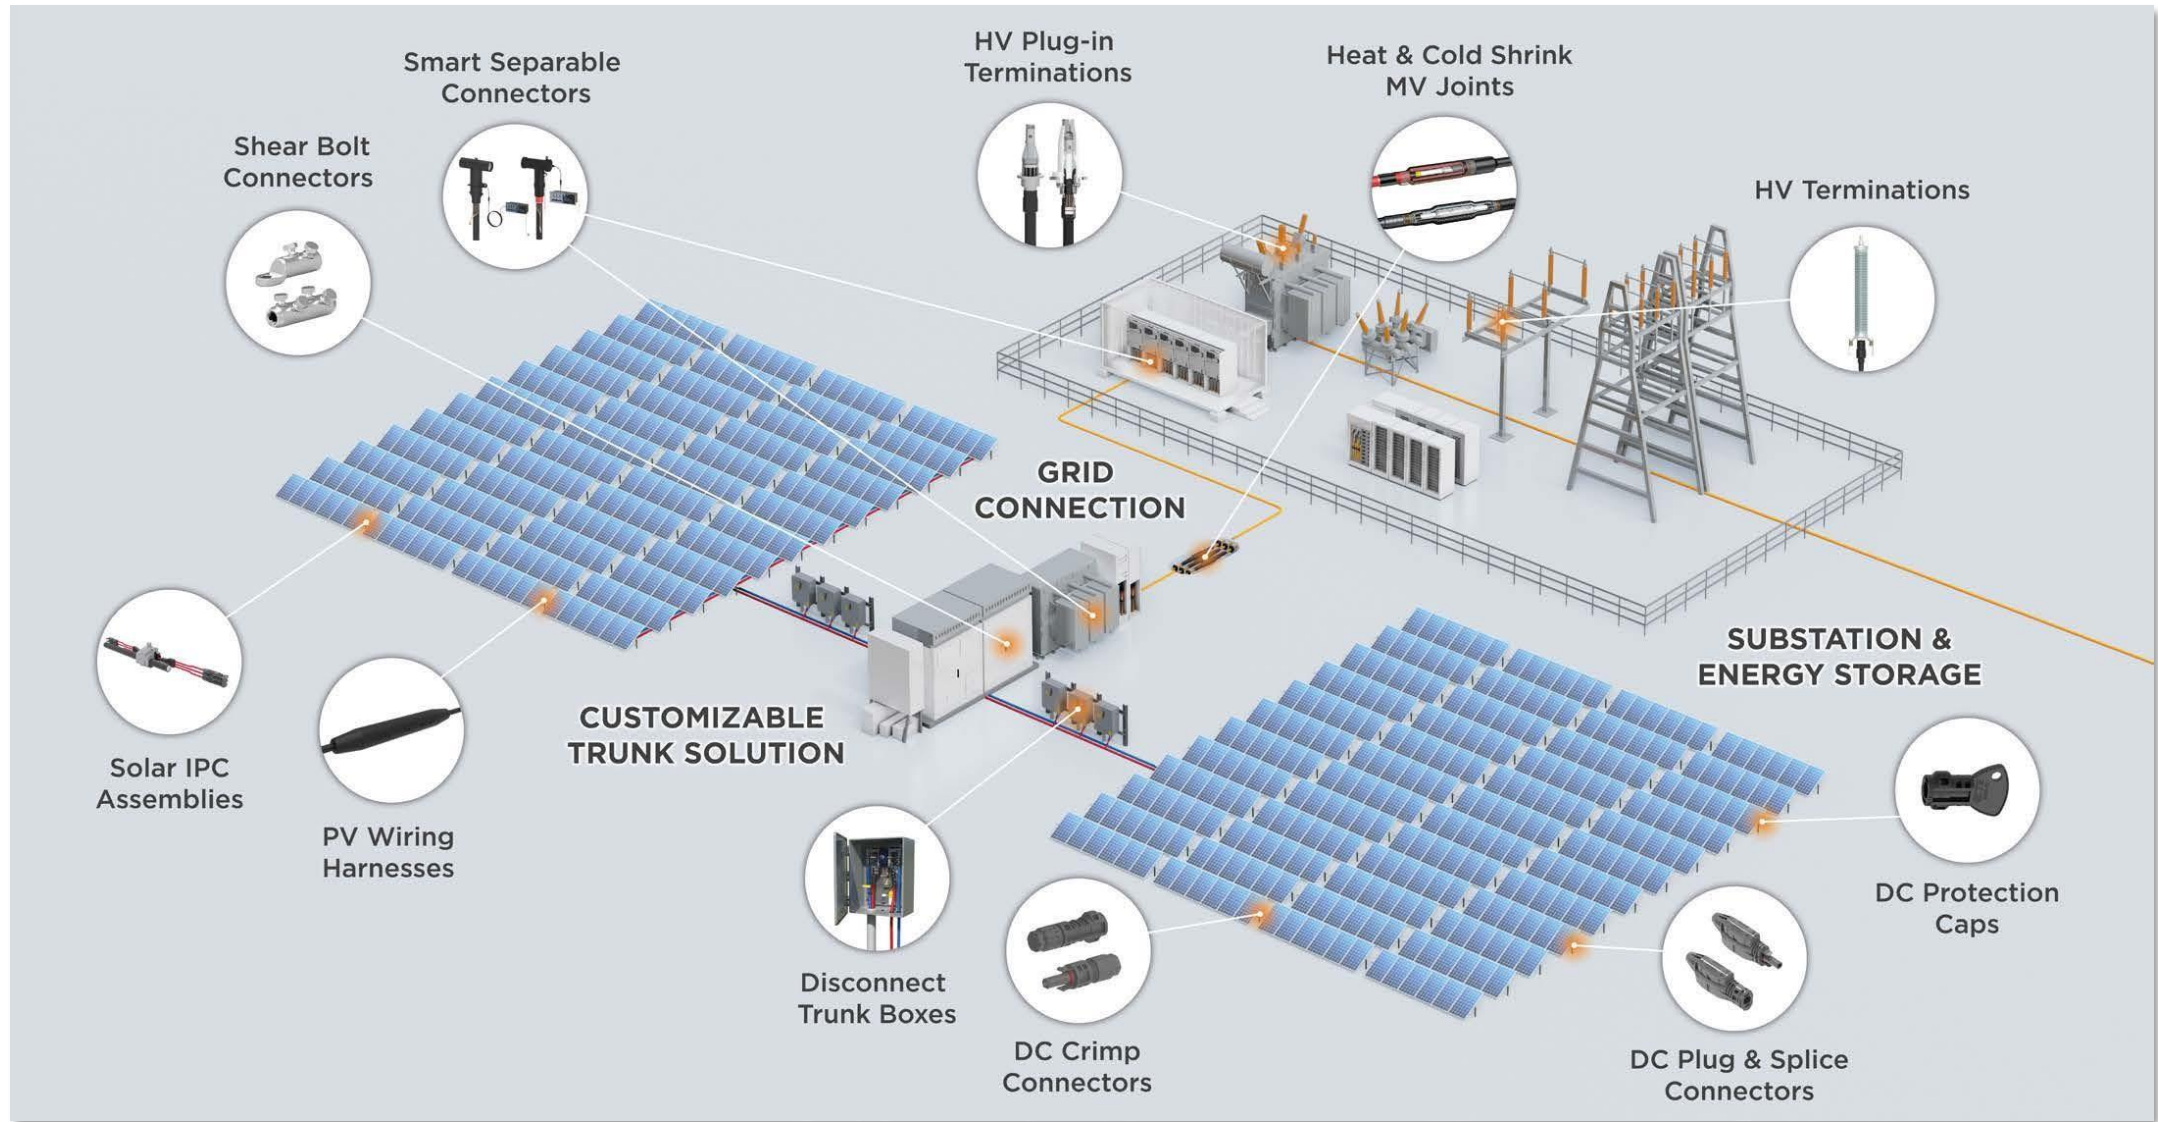 HV Plug-in
Terminations
Heat & Cold Shrink
MV Joints
Smart Separable
Connectors
Shear Bolt
Connectors
HV Terminations
GRID
CONNECTION
SUBSTATION &
ENERGY STORAGE
CUSTOMIZABLE
TRUNK SOLUTION
Solar IPC
Assemblies
PV Wiring
Harnesses
DC Protection
Caps
Disconnect
Trunk Boxes
DC Crimp
Connectors
DC Plug & Splice
Connectors